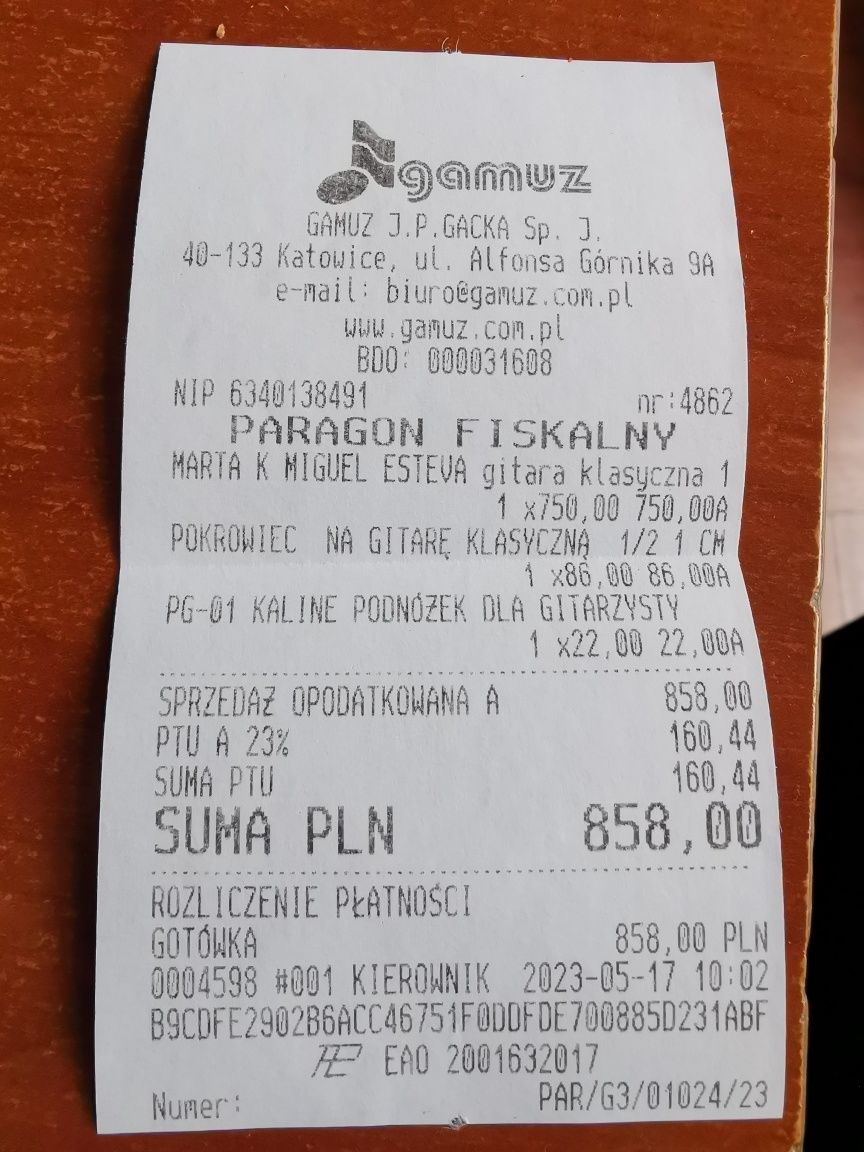 gamuz
GAMUZ J.P.GACKA Sp. J.
40-133 Katowice, ul. Alfonsa Górnika 9A
e-mail: biuro@gamuz.com.pl
www.gamuz.com.pl
BDO: 000031608
NIP 6340138491 nr:4862
PARAGON FISKALNY
MARTA K MIGUEL ESTEVA gitara klasyczna 1
1 x750,00 750,00A
POKROWIEC NA GITARĘ KLASYCZNĄ 1/2 1 CM
1 x86,00 86,00A
PG-01 KALINE PODNÓŻEK DLA GITARZYSTY
1 x22,00 22,00A
SPRZEDAŻ OPODATKOWANA A 858,00
PTU A 23% 160,44
SUMA PTU 160,44
SUMA PLN 858,00
ROZLICZENIE PŁATNOŚCI
GOTÓWKA 858,00 PLN
0004598 #001 KIEROWNIK 2023-05-17 10:02
B9CDFE2902B6ACC46751F0DDFDE700885D231ABF
EAO 2001632017
Numer: PAR/G3/01024/23